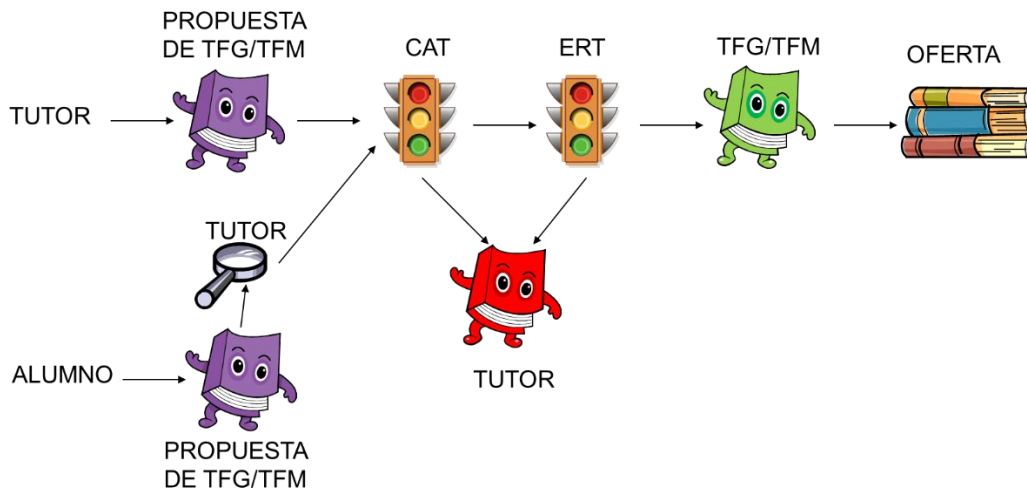 PROPUESTA
DE TFG/TFM
CAT
ERT
TFG/TFM
OFERTA
TUTOR
TUTOR
ALUMNO
TUTOR
PROPUESTA
DE TFG/TFM